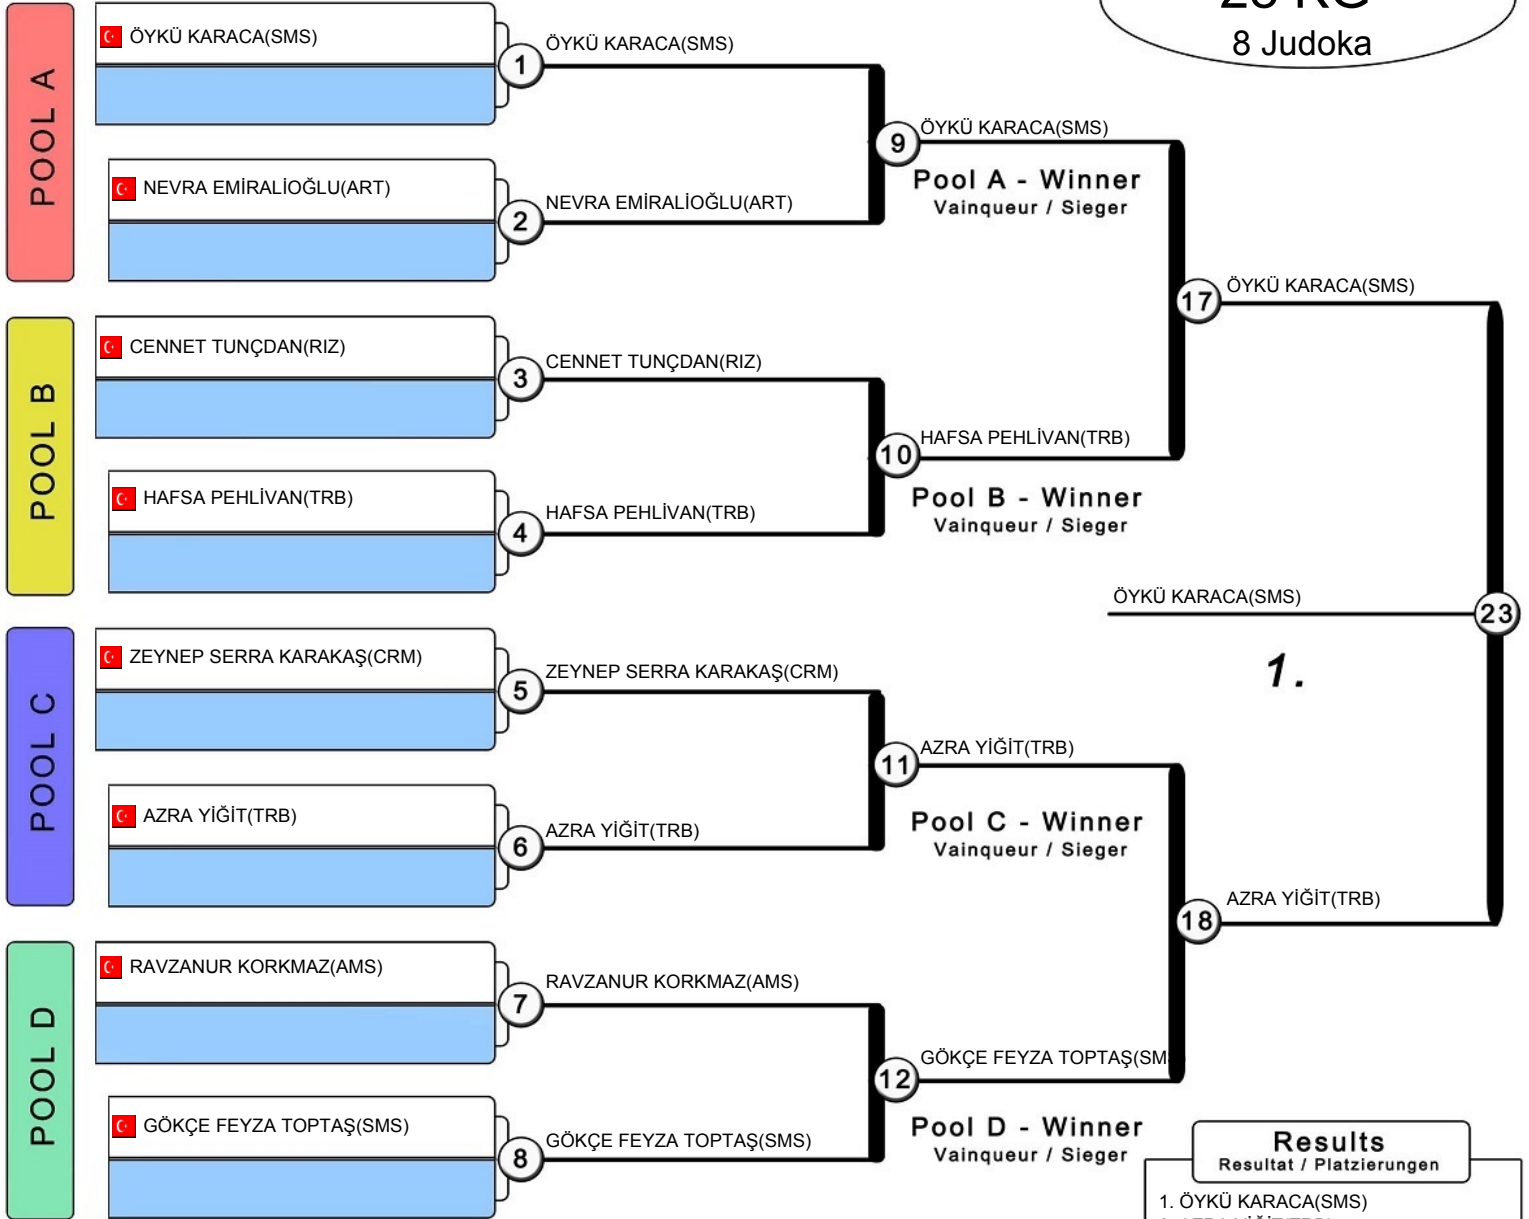 8 Judoka
POOL A
ÖYKÜ KARACA(SMS)
1
ÖYKÜ KARACA(SMS)
NEVRA EMİRALİOĞLU(ART)
2
NEVRA EMİRALİOĞLU(ART)
9
ÖYKÜ KARACA(SMS)
Pool A - Winner
Vainqueur / Sieger
POOL B
CENNET TUNÇDAN(RIZ)
3
CENNET TUNÇDAN(RIZ)
HAFSA PEHLİVAN(TRB)
4
HAFSA PEHLİVAN(TRB)
10
HAFSA PEHLİVAN(TRB)
Pool B - Winner
Vainqueur / Sieger
17
ÖYKÜ KARACA(SMS)
ÖYKÜ KARACA(SMS)
23
1.
POOL C
ZEYNEP SERRA KARAKAŞ(CRM)
5
ZEYNEP SERRA KARAKAŞ(CRM)
AZRA YİĞİT(TRB)
6
AZRA YİĞİT(TRB)
11
AZRA YİĞİT(TRB)
Pool C - Winner
Vainqueur / Sieger
18
AZRA YİĞİT(TRB)
POOL D
RAVZANUR KORKMAZ(AMS)
7
RAVZANUR KORKMAZ(AMS)
GÖKÇE FEYZA TOPTAŞ(SMS)
8
GÖKÇE FEYZA TOPTAŞ(SMS)
12
GÖKÇE FEYZA TOPTAŞ(SM
Pool D - Winner
Vainqueur / Sieger
Results
Resultat / Platzierungen
1. ÖYKÜ KARACA(SMS)